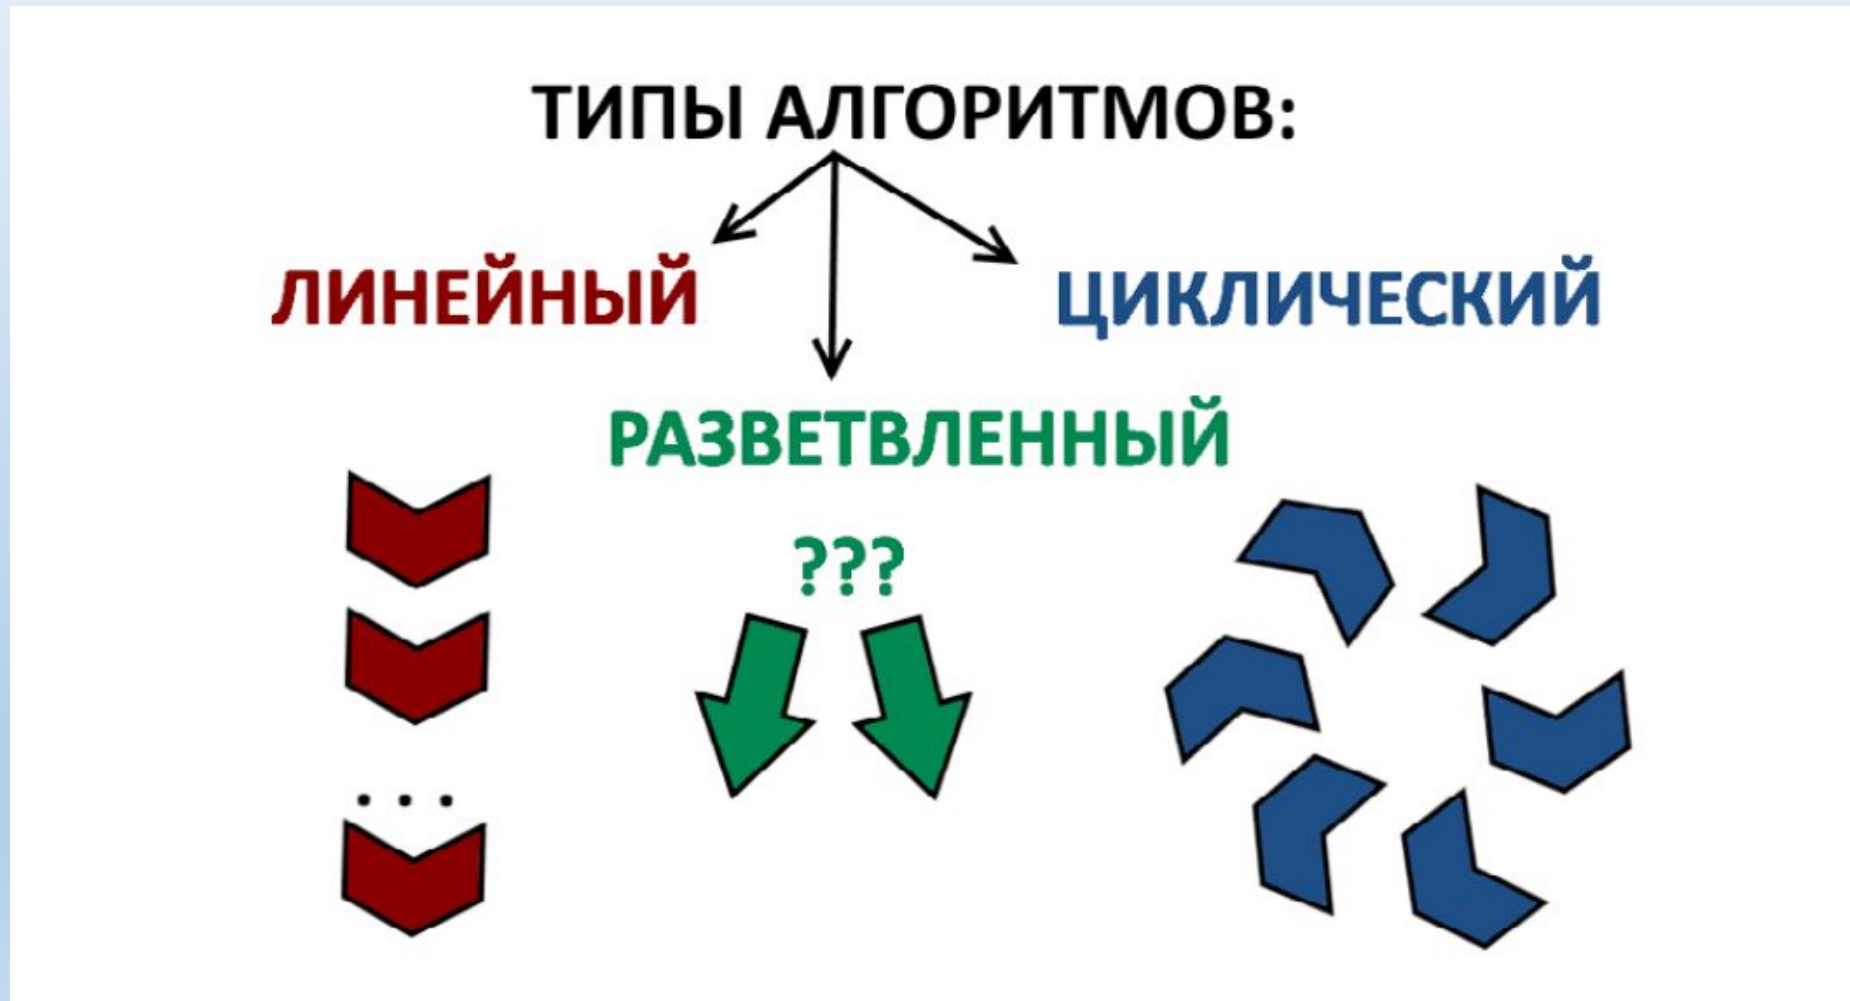 ТИПЫ АЛГОРИТМОВ:
ЛИНЕЙНЫЙ
ЦИКЛИЧЕСКИЙ
РАЗВЕТВЛЕННЫЙ
???
...